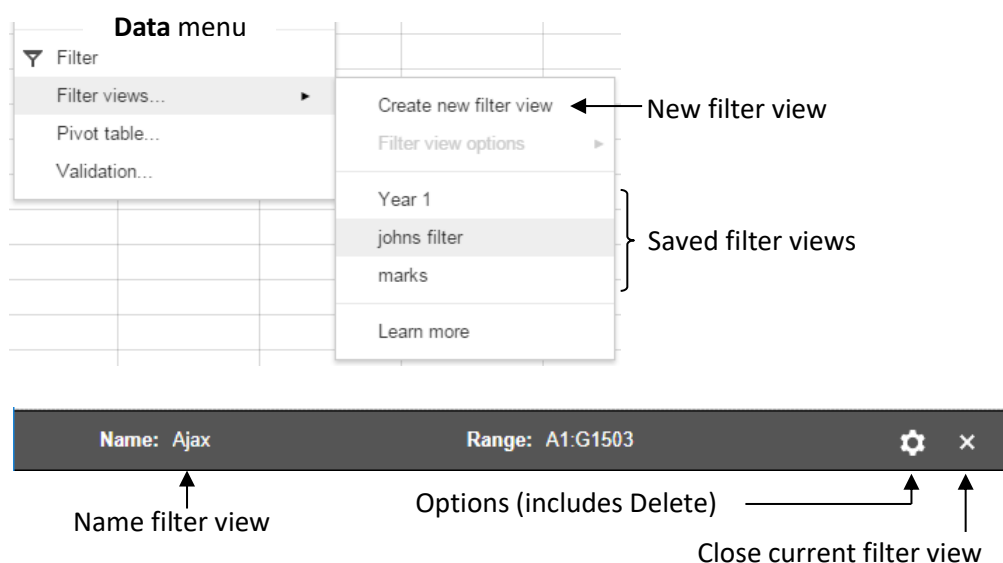 Data menu
Filter
Filter views...
Pivot table...
Validation...
Create new filter view
Filter view options
Year 1
johns filter
marks
Learn more
New filter view
Saved filter views
Name: Ajax Range: A1:G1503
Name filter view
Options (includes Delete)
Close current filter view